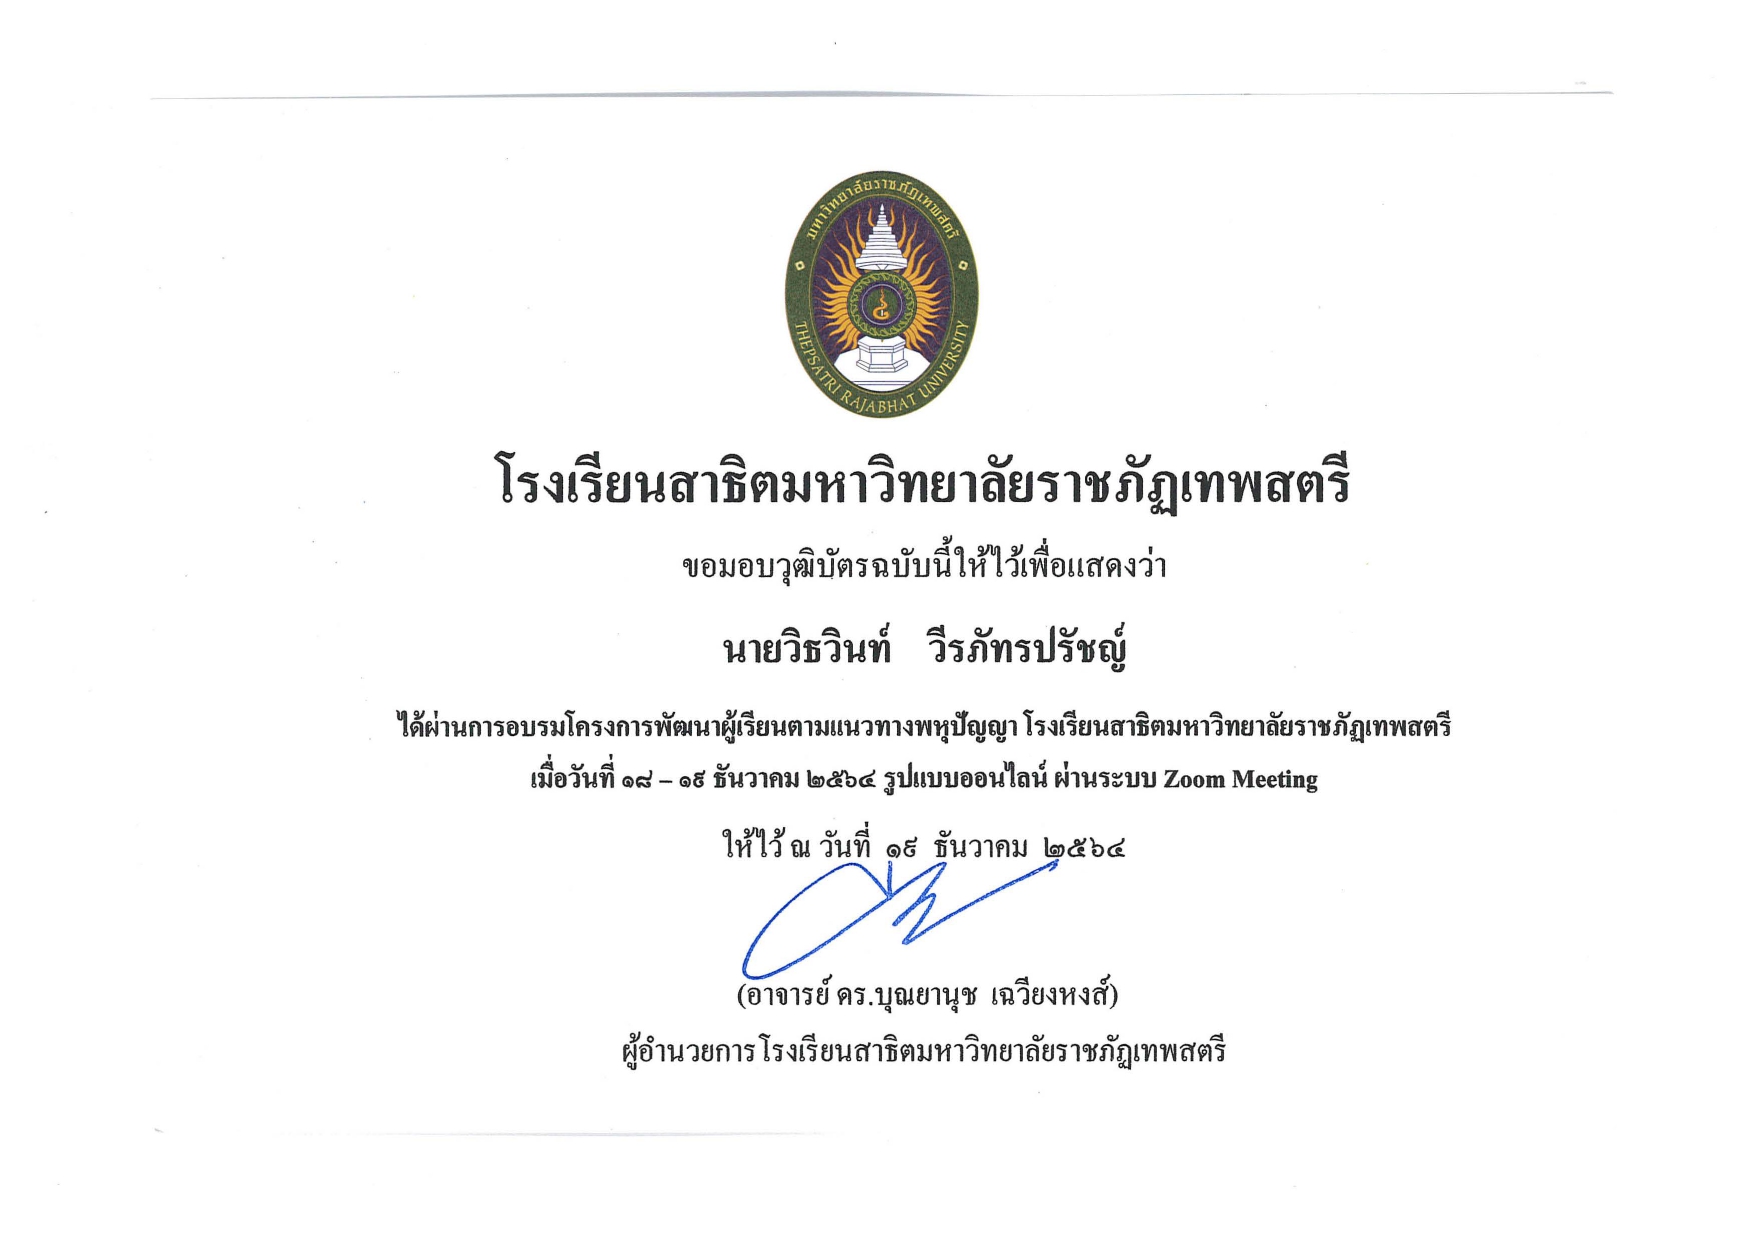 มหาวิทยาลัยราชภัฏเทพสตรี
THEPSATRI RAJABHAT UNIVERSITY
โรงเรียนสาธิตมหาวิทยาลัยราชภัฏเทพสตรี
ขอมอบวุฒิบัตรฉบับนี้ให้ไว้เพื่อแสดงว่า
นายวิธวินท์ วีรภัทรปรัชญ์
ได้ผ่านการอบรมโครงการพัฒนาผู้เรียนตามแนวทางพหุปัญญา โรงเรียนสาธิตมหาวิทยาลัยราชภัฏเทพสตรี
เมื่อวันที่ ๑๘ – ๑๙ ธันวาคม ๒๕๖๔ รูปแบบออนไลน์ ผ่านระบบ Zoom Meeting
ให้ไว้ ณ วันที่ ๑๙ ธันวาคม ๒๕๖๔
(อาจารย์ ดร.บุณยานุช เฉวียงหงส์)
ผู้อำนวยการโรงเรียนสาธิตมหาวิทยาลัยราชภัฏเทพสตรี